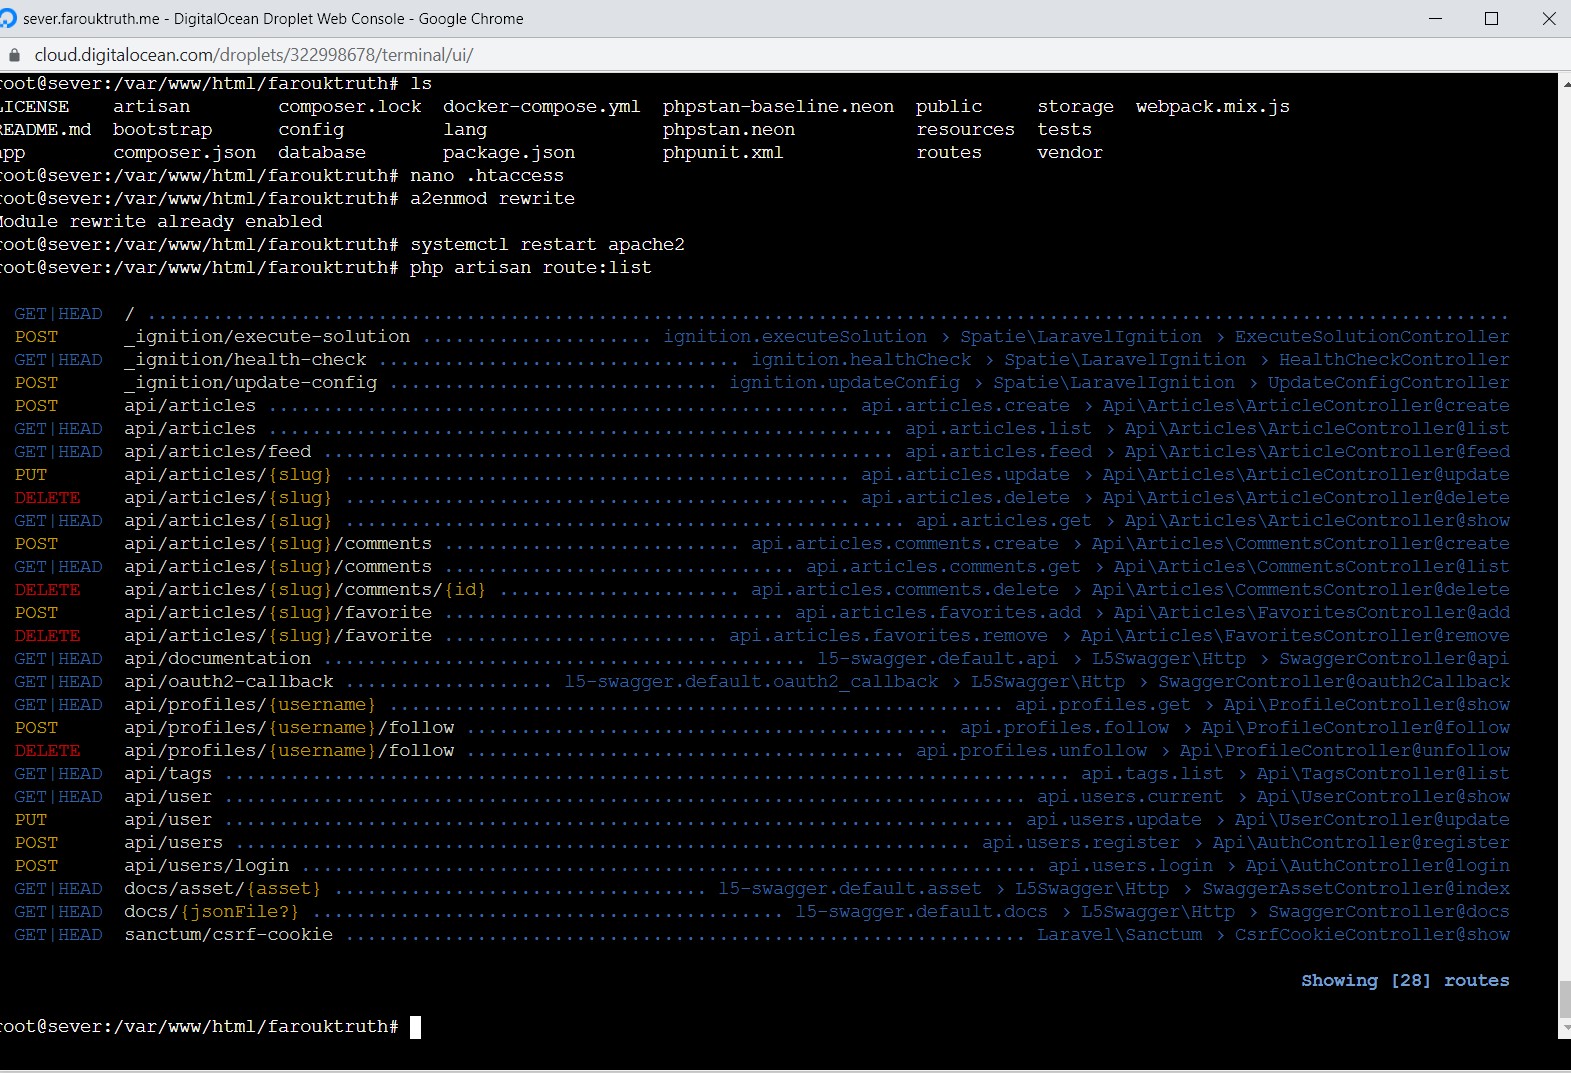 sever.farouktruth.me - DigitalOcean Droplet Web Console - Google Chrome
cloud.digitalocean.com/droplets/322998678/terminal/ui/
root@sever:/var/www/html/farouktruth# ls
LICENSE artisan composer.lock docker-compose.yml phpstan-baseline.neon public storage webpack.mix.js
README.md bootstrap config lang phpstan.neon resources tests
app composer.json database package.json phpunit.xml routes vendor
root@sever:/var/www/html/farouktruth# nano .htaccess
root@sever:/var/www/html/farouktruth# a2enmod rewrite
Module rewrite already enabled
root@sever:/var/www/html/farouktruth# systemctl restart apache2
root@sever:/var/www/html/farouktruth# php artisan route:list
GET|HEAD / ............................................................
POST _ignition/execute-solution ..................... ignition.executeSolution › Spatie\LaravelIgnition › ExecuteSolutionController
GET|HEAD _ignition/health-check ................................. ignition.healthCheck › Spatie\LaravelIgnition › HealthCheckController
POST _ignition/update-config .............................. ignition.updateConfig › Spatie\LaravelIgnition › UpdateConfigController
POST api/articles ..................................................... api.articles.create › Api\Articles\ArticleController@create
GET|HEAD api/articles ......................................................... api.articles.list › Api\Articles\ArticleController@list
GET|HEAD api/articles/feed .................................................... api.articles.feed › Api\Articles\ArticleController@feed
PUT api/articles/{slug} .............................................. api.articles.update › Api\Articles\ArticleController@update
DELETE api/articles/{slug} .............................................. api.articles.delete › Api\Articles\ArticleController@delete
GET|HEAD api/articles/{slug} ................................................... api.articles.get › Api\Articles\ArticleController@show
POST api/articles/{slug}/comments ........................... api.articles.comments.create › Api\Articles\CommentsController@create
GET|HEAD api/articles/{slug}/comments ................................ api.articles.comments.get › Api\Articles\CommentsController@list
DELETE api/articles/{slug}/comments/{id} ...................... api.articles.comments.delete › Api\Articles\CommentsController@delete
POST api/articles/{slug}/favorite ............................... api.articles.favorites.add › Api\Articles\FavoritesController@add
DELETE api/articles/{slug}/favorite ......................... api.articles.favorites.remove › Api\Articles\FavoritesController@remove
GET|HEAD api/documentation ............................................ l5-swagger.default.api › L5Swagger\Http › SwaggerController@api
GET|HEAD api/oauth2-callback ................... l5-swagger.default.oauth2_callback › L5Swagger\Http › SwaggerController@oauth2Callback
GET|HEAD api/profiles/{username} ........................................................ api.profiles.get › Api\ProfileController@show
POST api/profiles/{username}/follow ............................................ api.profiles.follow › Api\ProfileController@follow
DELETE api/profiles/{username}/follow ........................................ api.profiles.unfollow › Api\ProfileController@unfollow
GET|HEAD api/tags ............................................................................. api.tags.list › Api\TagsController@list
GET|HEAD api/user ......................................................................... api.users.current › Api\UserController@show
PUT api/user ........................................................................ api.users.update › Api\UserController@update
POST api/users .................................................................... api.users.register › Api\AuthController@register
POST api/users/login .................................................................... api.users.login › Api\AuthController@login
GET|HEAD docs/asset/{asset} .................................. l5-swagger.default.asset › L5Swagger\Http › SwaggerAssetController@index
GET|HEAD docs/{jsonFile?} ........................................... l5-swagger.default.docs › L5Swagger\Http › SwaggerController@docs
GET|HEAD sanctum/csrf-cookie .............................................................. Laravel\Sanctum › CsrfCookieController@show
Showing [28] routes
root@sever:/var/www/html/farouktruth#